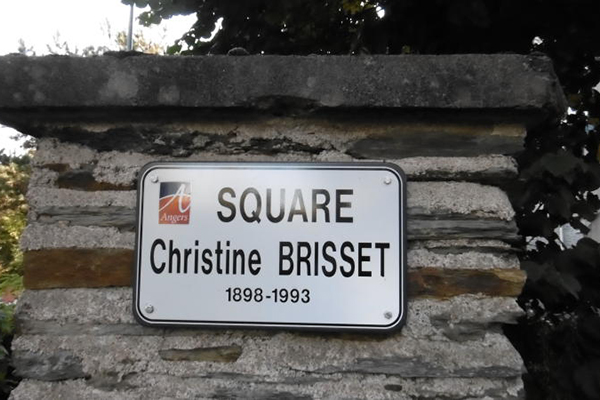 A
Angers
SQUARE
Christine BRISSET
1898-1993